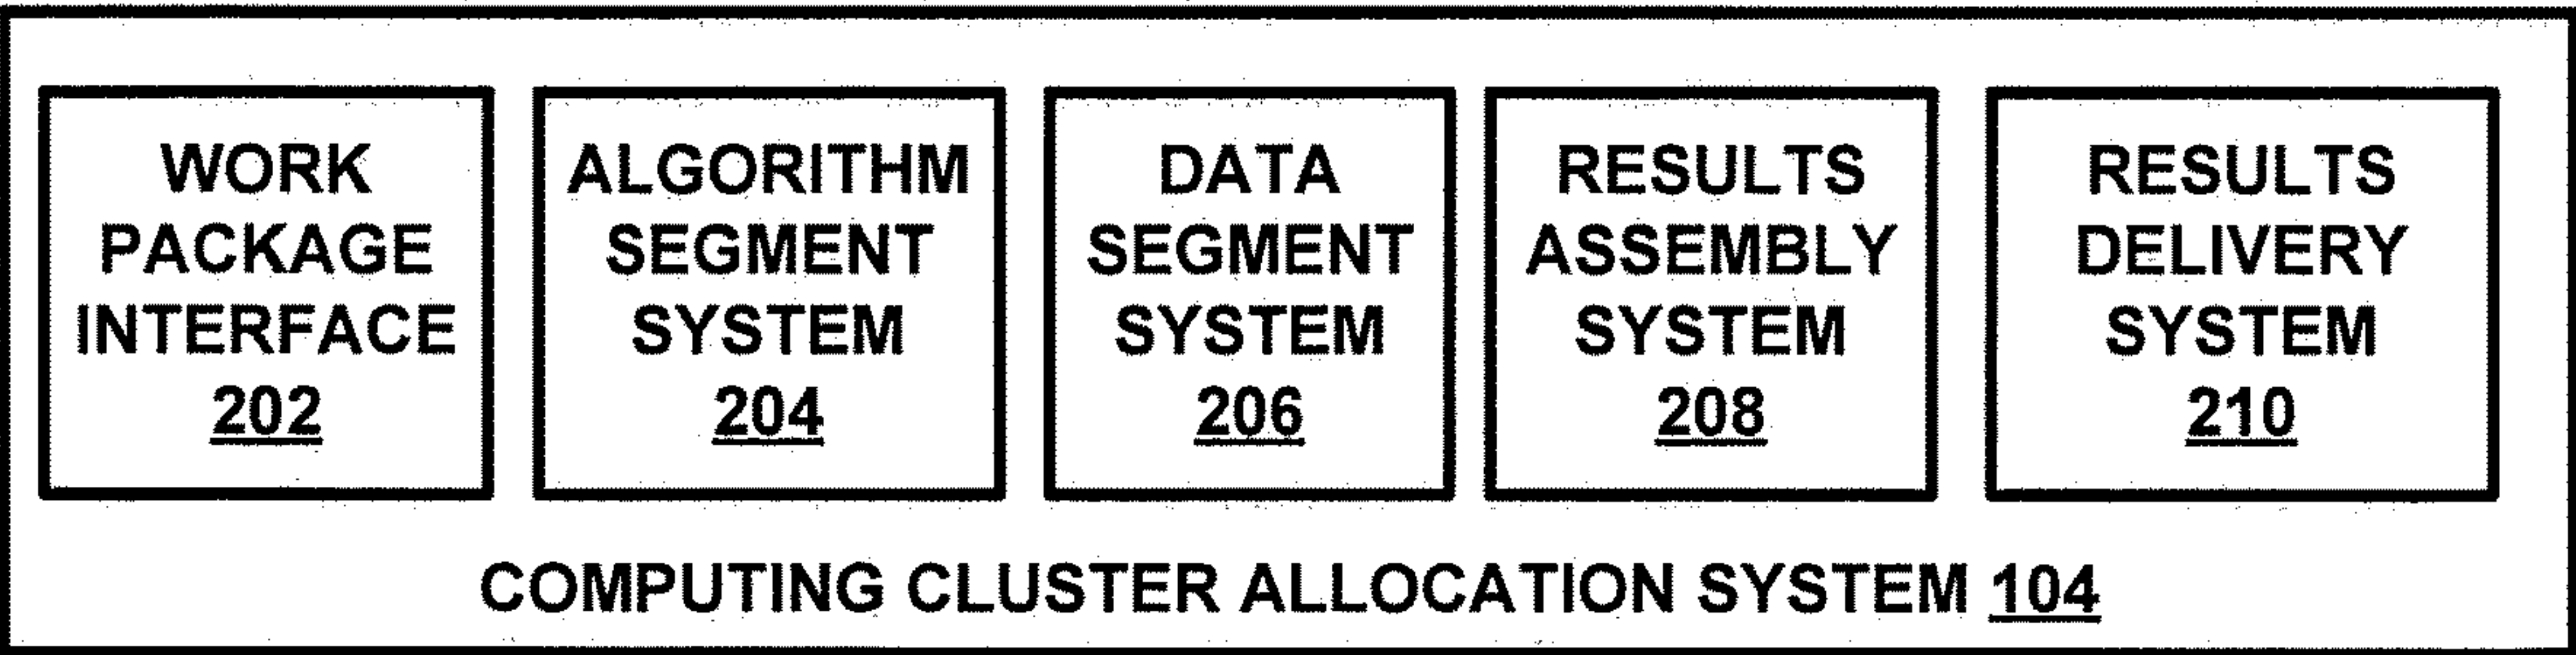 WORK
PACKAGE
INTERFACE
202
ALGORITHM
SEGMENT
SYSTEM
204
DATA
SEGMENT
SYSTEM
206
RESULTS
ASSEMBLY
SYSTEM
208
RESULTS
DELIVERY
SYSTEM
210
COMPUTING CLUSTER ALLOCATION SYSTEM 104